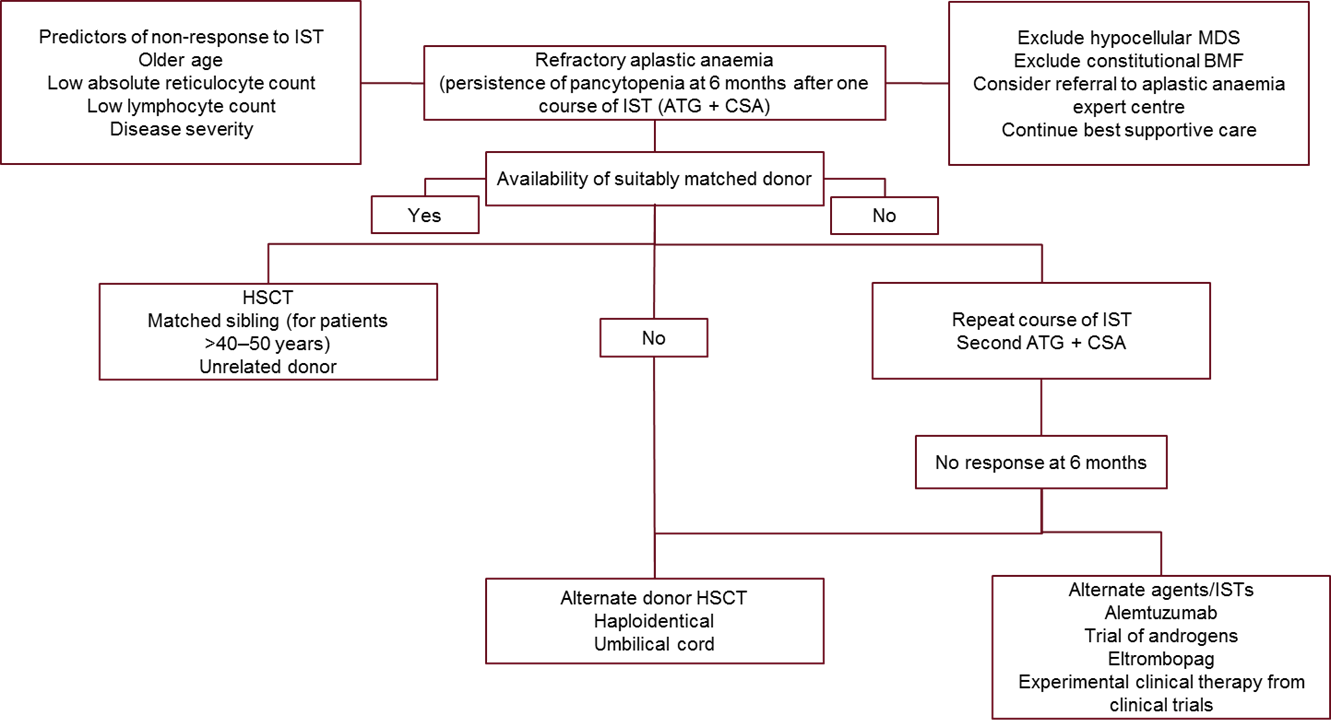 Predictors of non-response to IST
Older age
Low absolute reticulocyte count
Low lymphocyte count
Disease severity
Refractory aplastic anaemia
(persistence of pancytopenia at 6 months after one
course of IST (ATG + CSA)
Exclude hypocellular MDS
Exclude constitutional BMF
Consider referral to aplastic anaemia
expert centre
Continue best supportive care
Availability of suitably matched donor
Yes
No
HSCT
Matched sibling (for patients
>40–50 years)
Unrelated donor
No
Repeat course of IST
Second ATG + CSA
No response at 6 months
Alternate donor HSCT
Haploidentical
Umbilical cord
Alternate agents/ISTs
Alemtuzumab
Trial of androgens
Eltrombopag
Experimental clinical therapy from
clinical trials